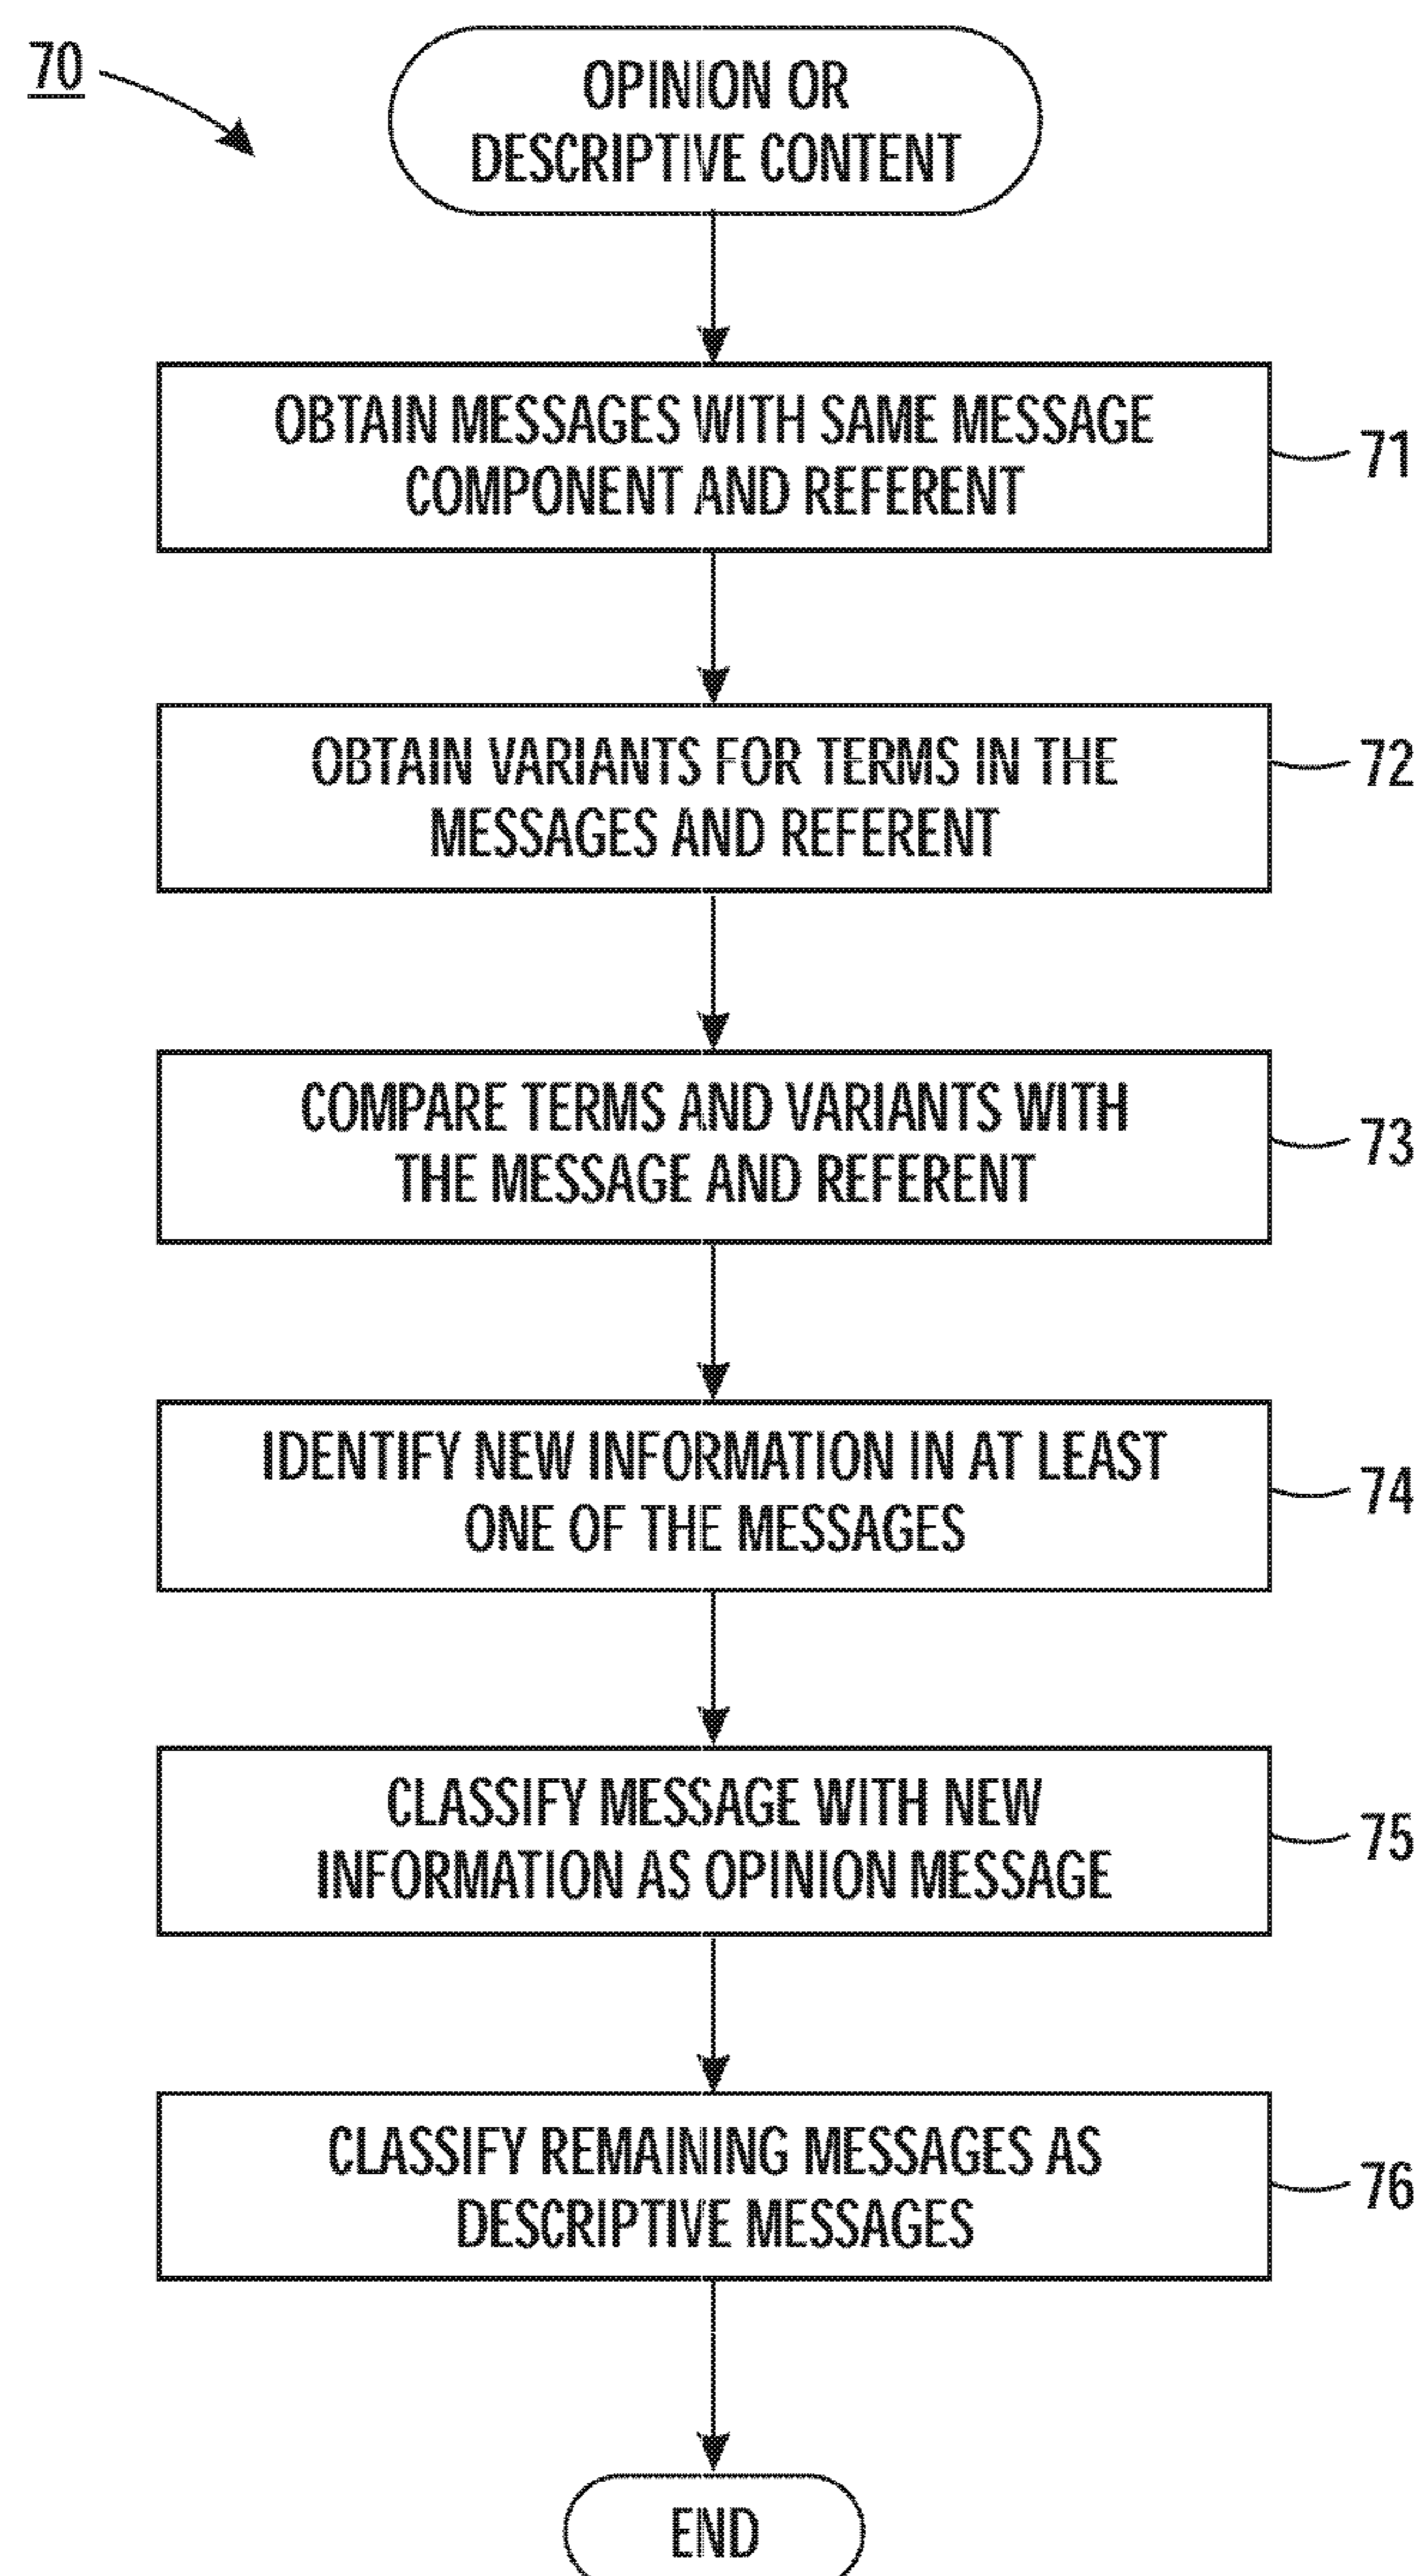 70
OPINION OR
DESCRIPTIVE CONTENT
OBTAIN MESSAGES WITH SAME MESSAGE
COMPONENT AND REFERENT
71
OBTAIN VARIANTS FOR TERMS IN THE
MESSAGES AND REFERENT
72
COMPARE TERMS AND VARIANTS WITH
THE MESSAGE AND REFERENT
73
IDENTIFY NEW INFORMATION IN AT LEAST
ONE OF THE MESSAGES
74
CLASSIFY MESSAGE WITH NEW
INFORMATION AS OPINION MESSAGE
75
CLASSIFY REMAINING MESSAGES AS
DESCRIPTIVE MESSAGES
76
END